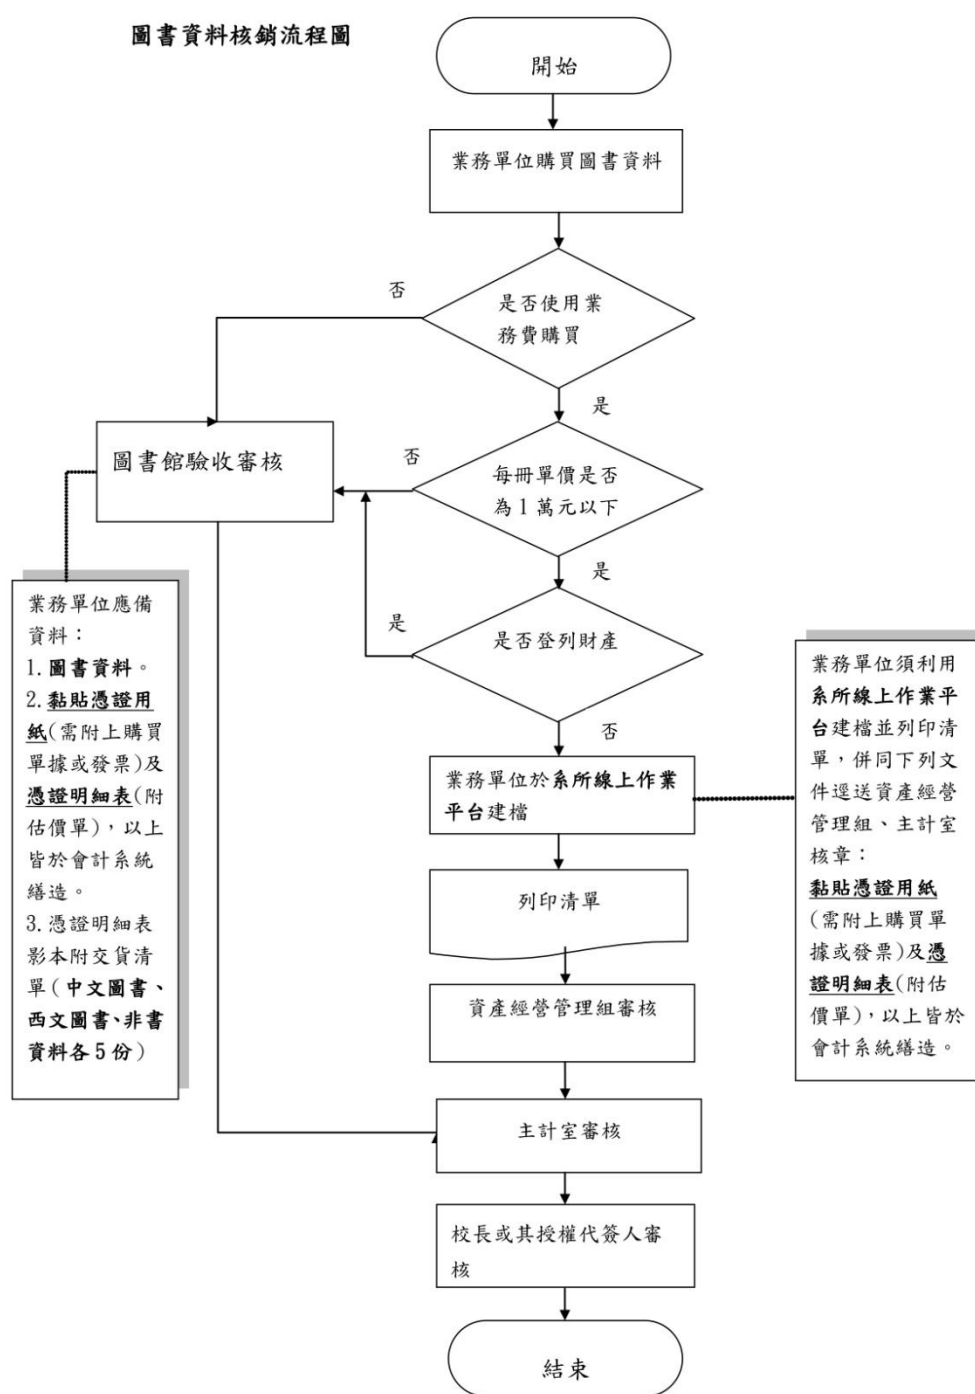 圖書資料核銷流程圖
開始
業務單位購買圖書資料
否
是否使用業
務費購買
是
圖書館驗收審核
否
每冊單價是否
為1萬元以下
是
是
是否登列財產
否
業務單位應備
資料：
1.圖書資料。
2.黏貼憑證用
紙(需附上購買
單據或發票)及
憑證明細表(附
估價單)，以上
皆於會計系統
繕造。
3.憑證明細表
影本附交貨清
單(中文圖書、
西文圖書、非書
資料各5份)
業務單位於系所線上作業
平台建檔
業務單位須利用
系所線上作業平
台建檔並列印清
單，併同下列文
件逕送資產經營
管理組、主計室
核章：
黏貼憑證用紙
(需附上購買單
據或發票)及憑
證明細表(附估
價單)，以上皆於
會計系統繕造。
列印清單
資產經營管理組審核
主計室審核
校長或其授權代簽人審
核
結束